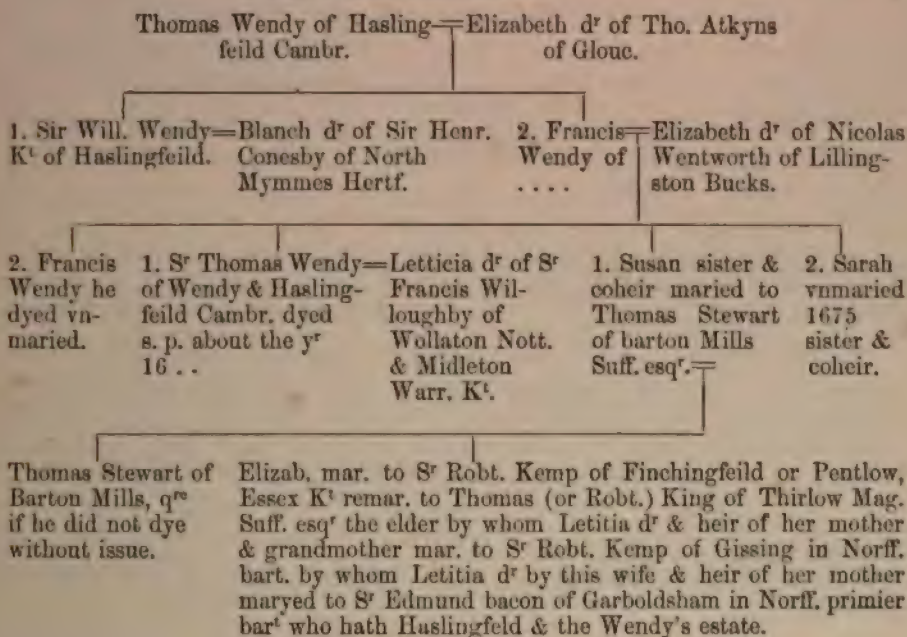 Thomas Wendy of Hasling-
feild Cambr.
Elizabeth dʳ of Tho. Atkyns
of Glouc.
1. Sir Will. Wendy
Kᵗ of Haslingfeild.
Blanch dʳ of Sir Henr.
Conesby of North
Mymmes Hertf.
2. Francis
Wendy of
. . . .
Elizabeth dʳ of Nicolas
Wentworth of Lilling-
ston Bucks.
2. Francis
Wendy he
dyed vn-
maried.
1. Sʳ Thomas Wendy
of Wendy & Hasling-
feild Cambr. dyed
s. p. about the yʳ
16 . .
Letticia dʳ of Sʳ
Francis Wil-
loughby of
Wollaton Nott.
& Midleton
Warr. Kᵗ.
1. Susan sister &
coheir maried to
Thomas Stewart
of barton Mills
Suff. esqʳ.
2. Sarah
vnmaried
1675
sister &
coheir.
Thomas Stewart of
Barton Mills, qʳᵉ
if he did not dye
without issue.
Elizab. mar. to Sʳ Robt. Kemp of Finchingfeild or Pentlow,
Essex Kᵗ remar. to Thomas (or Robt.) King of Thirlow Mag.
Suff. esqʳ the elder by whom Letitia dʳ & heir of her mother
& grandmother mar. to Sʳ Robt. Kemp of Gissing in Norff.
bart. by whom Letitia dʳ by this wife & heir of her mother
maryed to Sʳ Edmund bacon of Garboldsham in Norff. primier
barᵗ who hath Haslingfeld & the Wendy's estate.